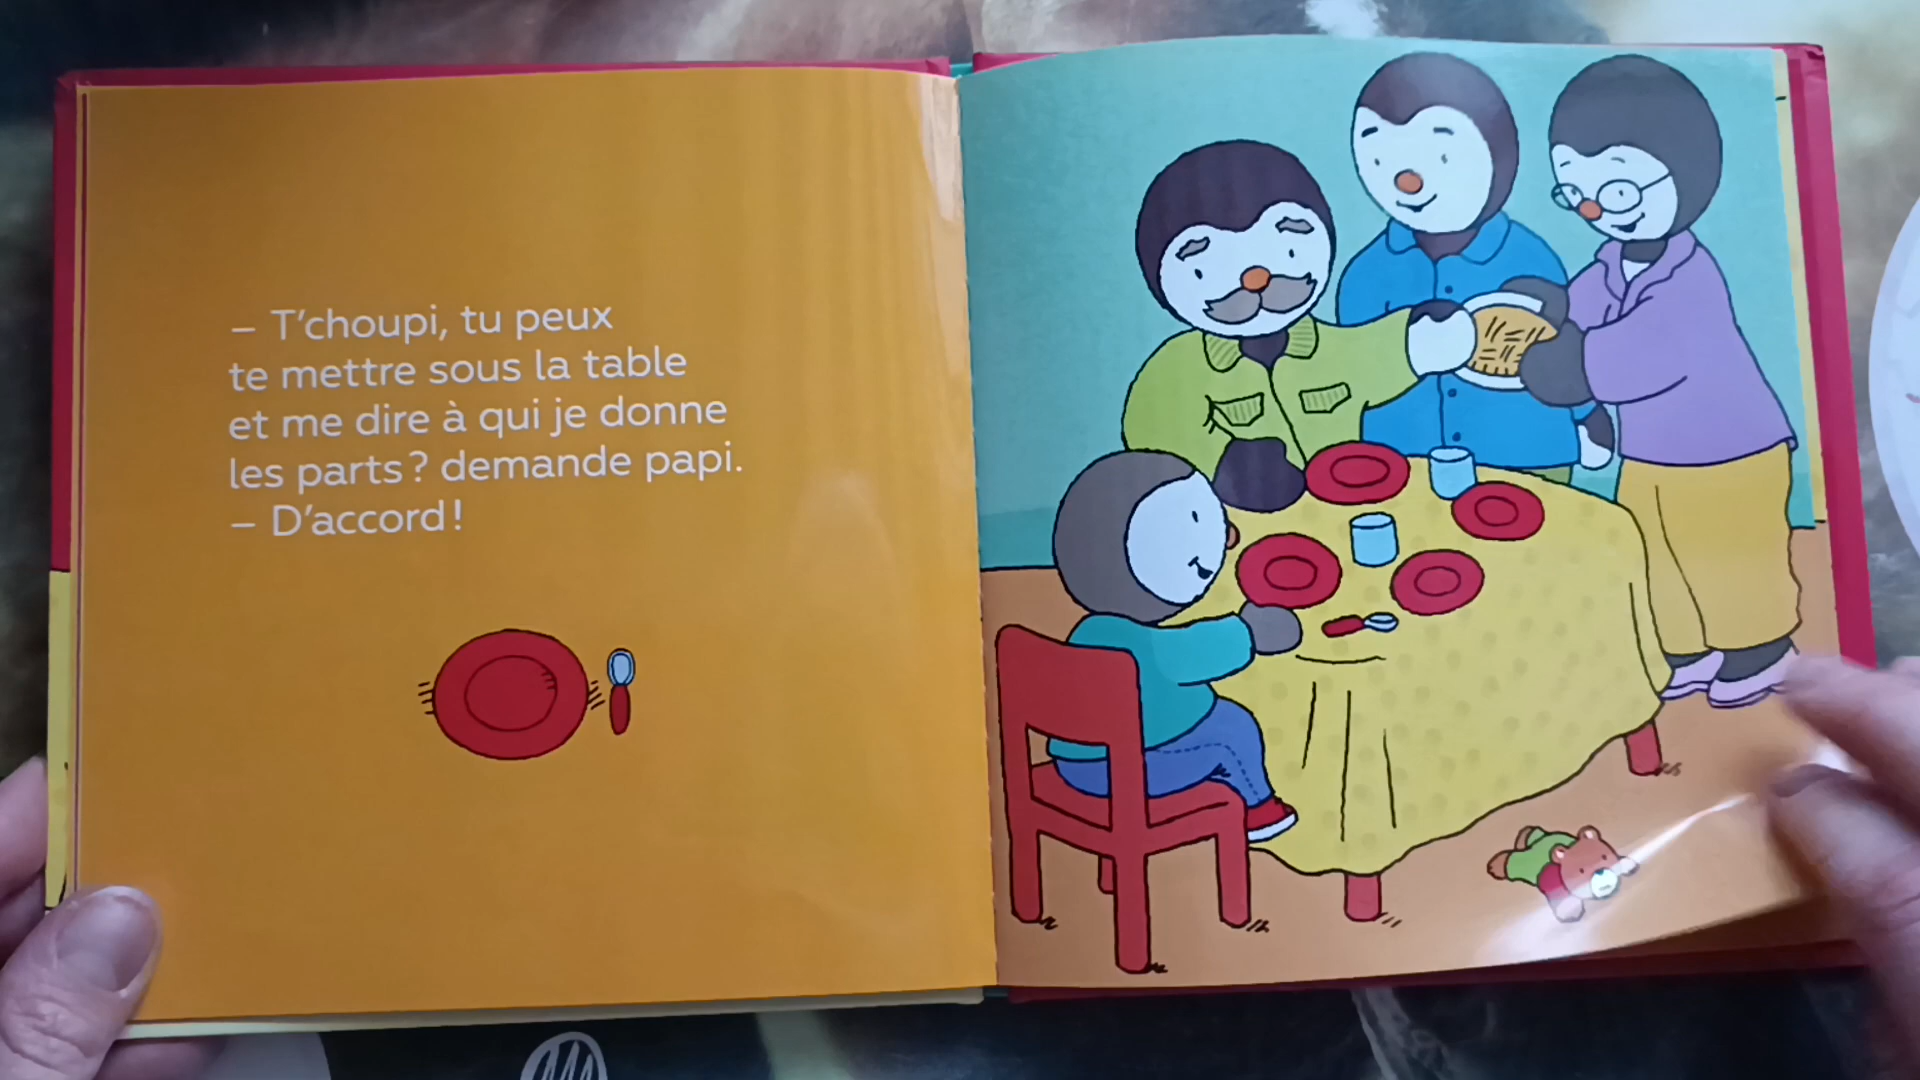 – T'choupi, tu peux
te mettre sous la table
et me dire à qui je donne
les parts ? demande papi.
– D'accord !